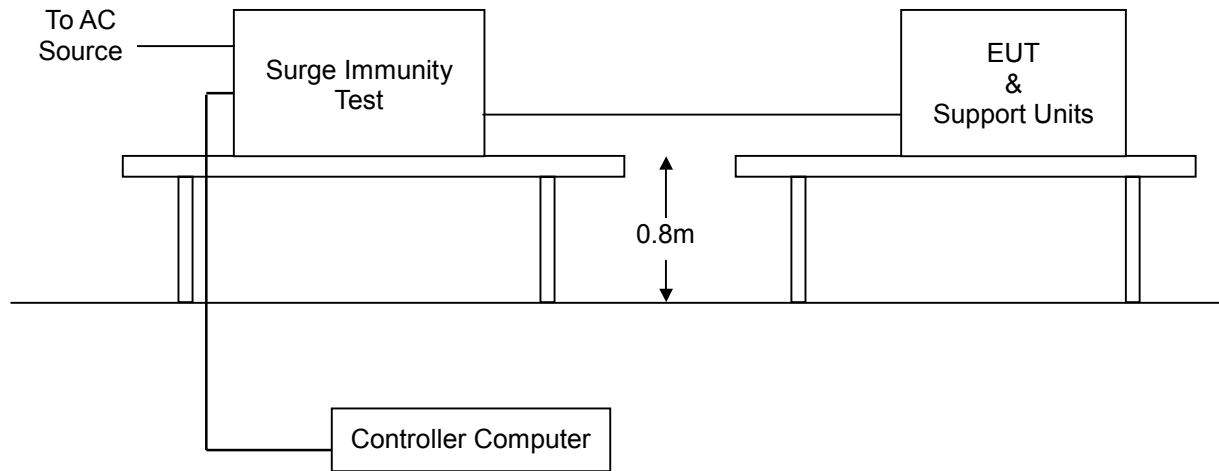 To AC
Source
Surge Immunity
Test
EUT
&
Support Units
0.8m
Controller Computer